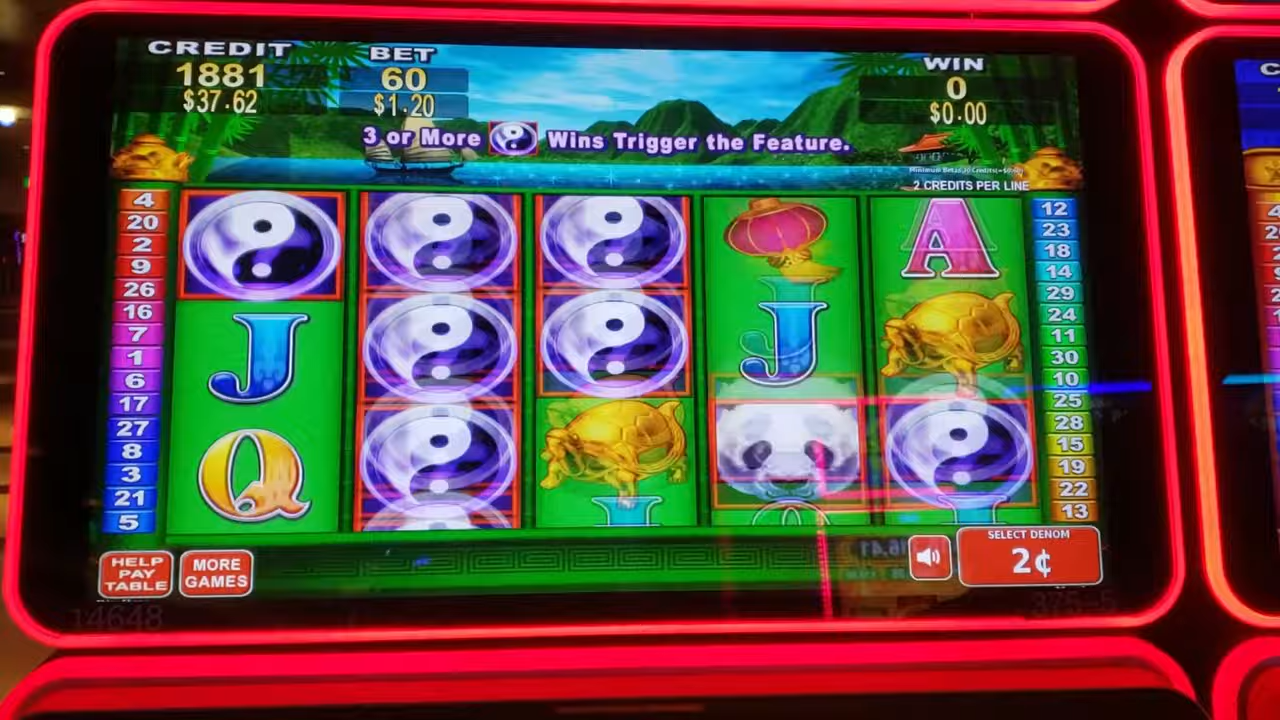 CREDIT
1881
$37.62
BET
60
$1.20
WIN
0
$0.00
3 or More Wins Trigger the Feature.
2 CREDITS PER LINE
4
20
2
9
26
16
7
1
6
17
27
8
3
21
5
J
Q
J
A
12
23
18
14
29
24
11
30
10
25
28
15
19
22
13
HELP
PAY
TABLE
MORE
GAMES
SELECT DENOM
2¢
14648